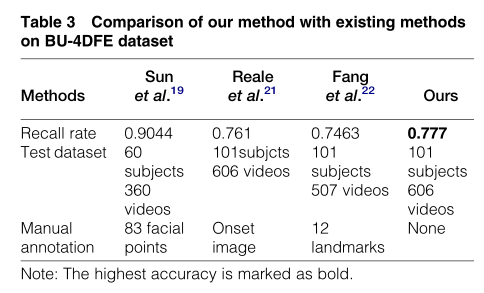 Table 3 Comparison of our method with existing methods
on BU-4DFE dataset
Sun Reale Fang
Methods et al.19 et al.21 et al.22 Ours
Recall rate 0.9044 0.761 0.7463 0.777
Test dataset 60 101subjcts 101 101
subjects 606 videos subjects subjects
360 507 videos 606
videos videos
Manual 83 facial Onset 12 None
annotation points image landmarks
Note: The highest accuracy is marked as bold.